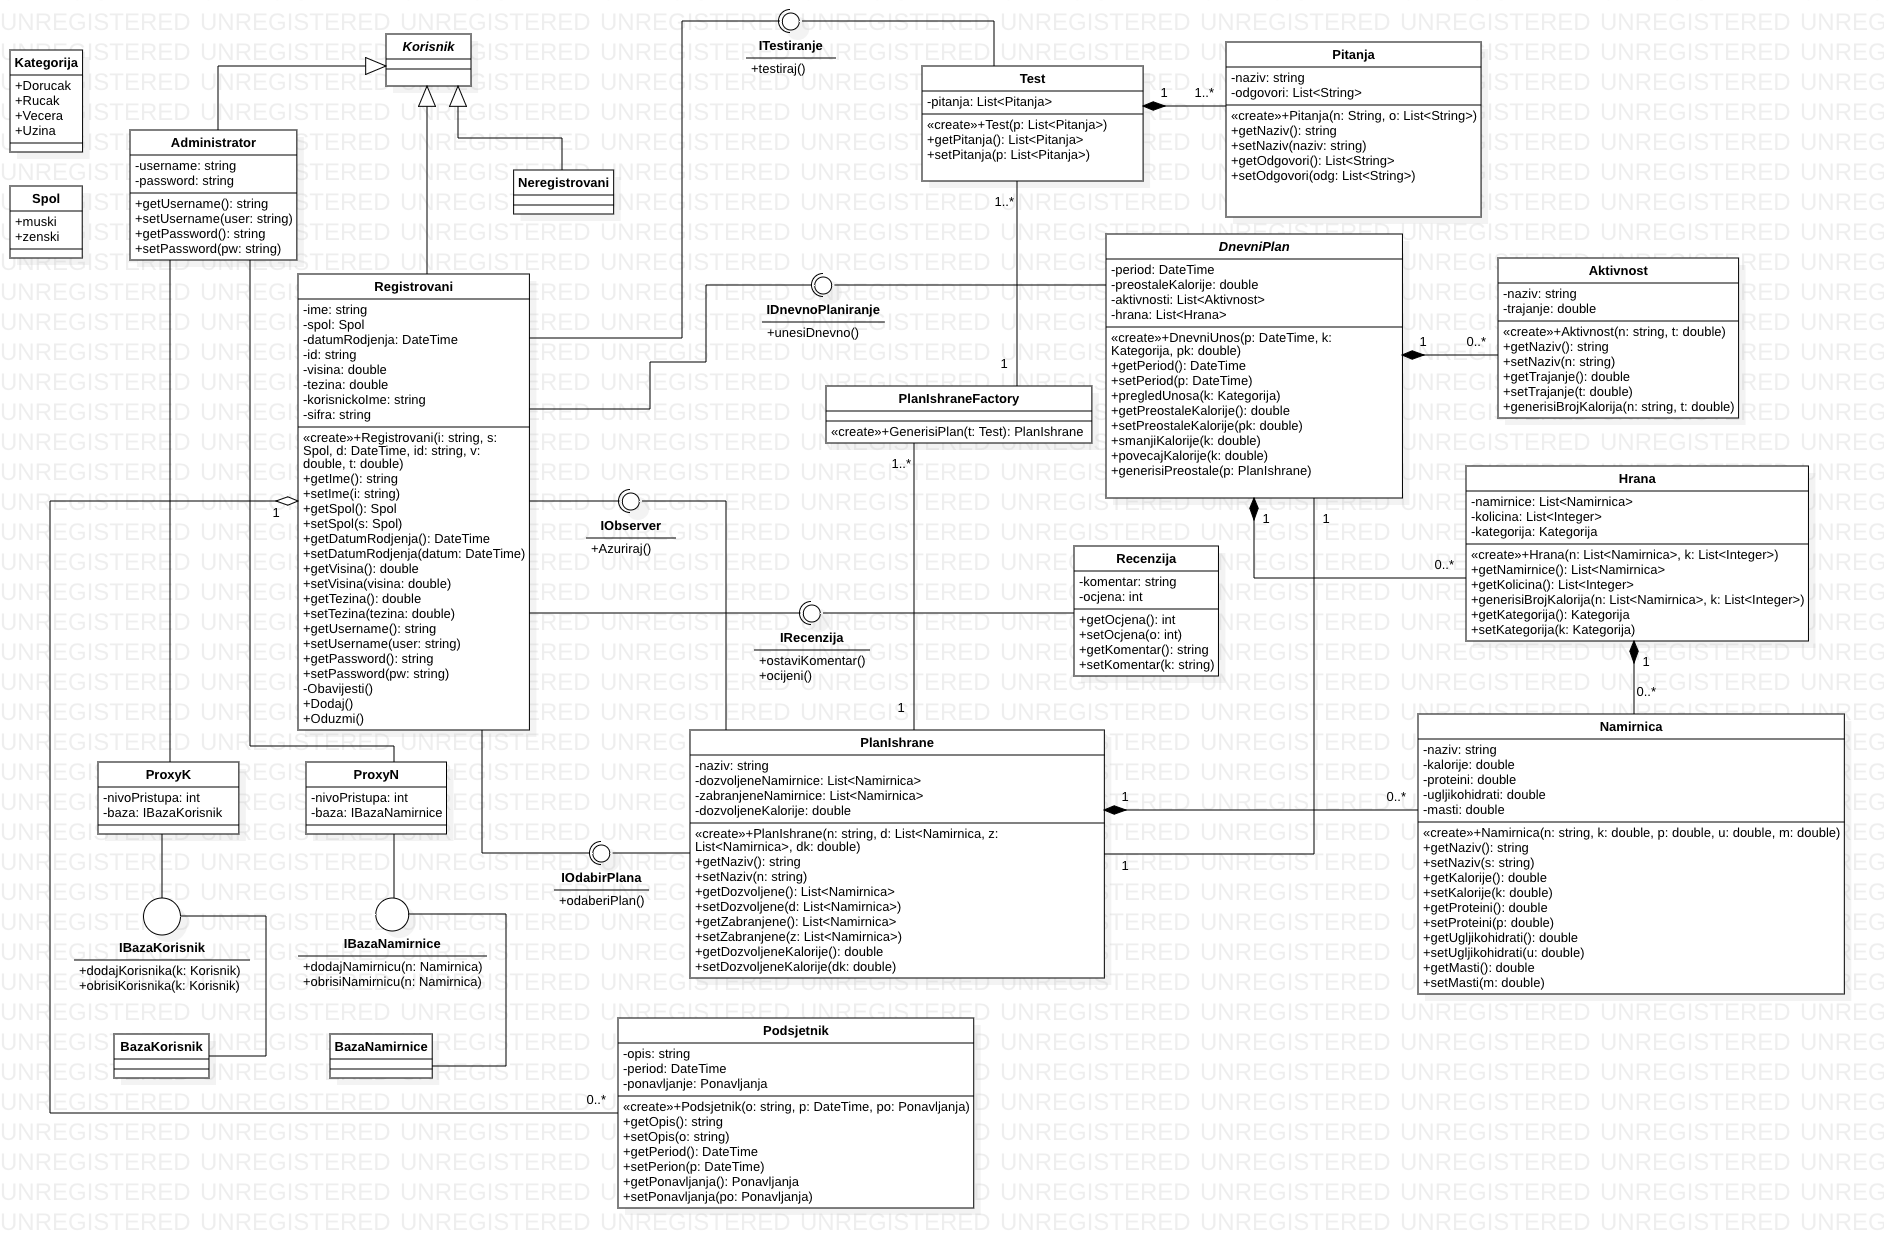 Kategorija
+Dorucak
+Rucak
+Vecera
+Uzina
Spol
+muski
+zenski
Korisnik
Administrator
-username: string
-password: string
+getUsername(): string
+setUsername(user: string)
+getPassword(): string
+setPassword(pw: string)
Neregistrovani
Registrovani
-ime: string
-spol: Spol
-datumRodjenja: DateTime
-id: string
-visina: double
-tezina: double
-korisnickoIme: string
-sifra: string
«create»+Registrovani(i: string, s:
Spol, d: DateTime, id: string, v:
double, t: double)
+getIme(): string
+setIme(i: string)
+getSpol(): Spol
+setSpol(s: Spol)
+getDatumRodjenja(): DateTime
+setDatumRodjenja(datum: DateTime)
+getVisina(): double
+setVisina(visina: double)
+getTezina(): double
+setTezina(tezina: double)
+getUsername(): string
+setUsername(user: string)
+getPassword(): string
+setPassword(pw: string)
-Obavijesti()
+Dodaj()
+Oduzmi()
1
ITestiranje
+testiraj()
Test
-pitanja: List<Pitanja>
«create»+Test(p: List<Pitanja>)
+getPitanja(): List<Pitanja>
+setPitanja(p: List<Pitanja>)
1
1..*
Pitanja
-naziv: string
-odgovori: List<String>
«create»+Pitanja(n: String, o: List<String>)
+getNaziv(): string
+setNaziv(naziv: string)
+getOdgovori(): List<String>
+setOdgovori(odg: List<String>)
1..*
1
IDnevnoPlaniranje
+unesiDnevno()
PlanIshraneFactory
«create»+GenerisiPlan(t: Test): PlanIshrane
1..*
1
DnevniPlan
-period: DateTime
-preostaleKalorije: double
-aktivnosti: List<Aktivnost>
-hrana: List<Hrana>
«create»+DnevniUnos(p: DateTime, k:
Kategorija, pk: double)
+getPeriod(): DateTime
+setPeriod(p: DateTime)
+pregledUnosa(k: Kategorija)
+getPreostaleKalorije(): double
+setPreostaleKalorije(pk: double)
+smanjiKalorije(k: double)
+povecajKalorije(k: double)
+generisiPreostale(p: PlanIshrane)
1
0..*
Aktivnost
-naziv: string
-trajanje: double
«create»+Aktivnost(n: string, t: double)
+getNaziv(): string
+setNaziv(n: string)
+getTrajanje(): double
+setTrajanje(t: double)
+generisiBrojKalorija(n: string, t: double)
1
1
0..*
Hrana
-namirnice: List<Namirnica>
-kolicina: List<Integer>
-kategorija: Kategorija
«create»+Hrana(n: List<Namirnica>, k: List<Integer>)
+getNamirnice(): List<Namirnica>
+getKolicina(): List<Integer>
+generisiBrojKalorija(n: List<Namirnica>, k: List<Integer>)
+getKategorija(): Kategorija
+setKategorija(k: Kategorija)
1
0..*
IObserver
+Azuriraj()
IRecenzija
+ostaviKomentar()
+ocijeni()
Recenzija
-komentar: string
-ocjena: int
+getOcjena(): int
+setOcjena(o: int)
+getKomentar(): string
+setKomentar(k: string)
PlanIshrane
-naziv: string
-dozvoljeneNamirnice: List<Namirnica>
-zabranjeneNamirnice: List<Namirnica>
-dozvoljeneKalorije: double
«create»+PlanIshrane(n: string, d: List<Namirnica, z:
List<Namirnica>, dk: double)
+getNaziv(): string
+setNaziv(n: string)
+getDozvoljene(): List<Namirnica>
+setDozvoljene(d: List<Namirnica>)
+getZabranjene(): List<Namirnica>
+setZabranjene(z: List<Namirnica>)
+getDozvoljeneKalorije(): double
+setDozvoljeneKalorije(dk: double)
1
0..*
1
Namirnica
-naziv: string
-kalorije: double
-proteini: double
-ugljikohidrati: double
-masti: double
«create»+Namirnica(n: string, k: double, p: double, u: double, m: double)
+getNaziv(): string
+setNaziv(s: string)
+getKalorije(): double
+setKalorije(k: double)
+getProteini(): double
+setProteini(p: double)
+getUgljikohidrati(): double
+setUgljikohidrati(u: double)
+getMasti(): double
+setMasti(m: double)
ProxyK
-nivoPristupa: int
-baza: IBazaKorisnik
ProxyN
-nivoPristupa: int
-baza: IBazaNamirnice
IOdabirPlana
+odaberiPlan()
IBazaKorisnik
+dodajKorisnika(k: Korisnik)
+obrisiKorisnika(k: Korisnik)
IBazaNamirnice
+dodajNamirnicu(n: Namirnica)
+obrisiNamirnicu(n: Namirnica)
BazaKorisnik
BazaNamirnice
0..*
Podsjetnik
-opis: string
-period: DateTime
-ponavljanje: Ponavljanja
«create»+Podsjetnik(o: string, p: DateTime, po: Ponavljanja)
+getOpis(): string
+setOpis(o: string)
+getPeriod(): DateTime
+setPerion(p: DateTime)
+getPonavljanja(): Ponavljanja
+setPonavljanja(po: Ponavljanja)
UNREGISTERED